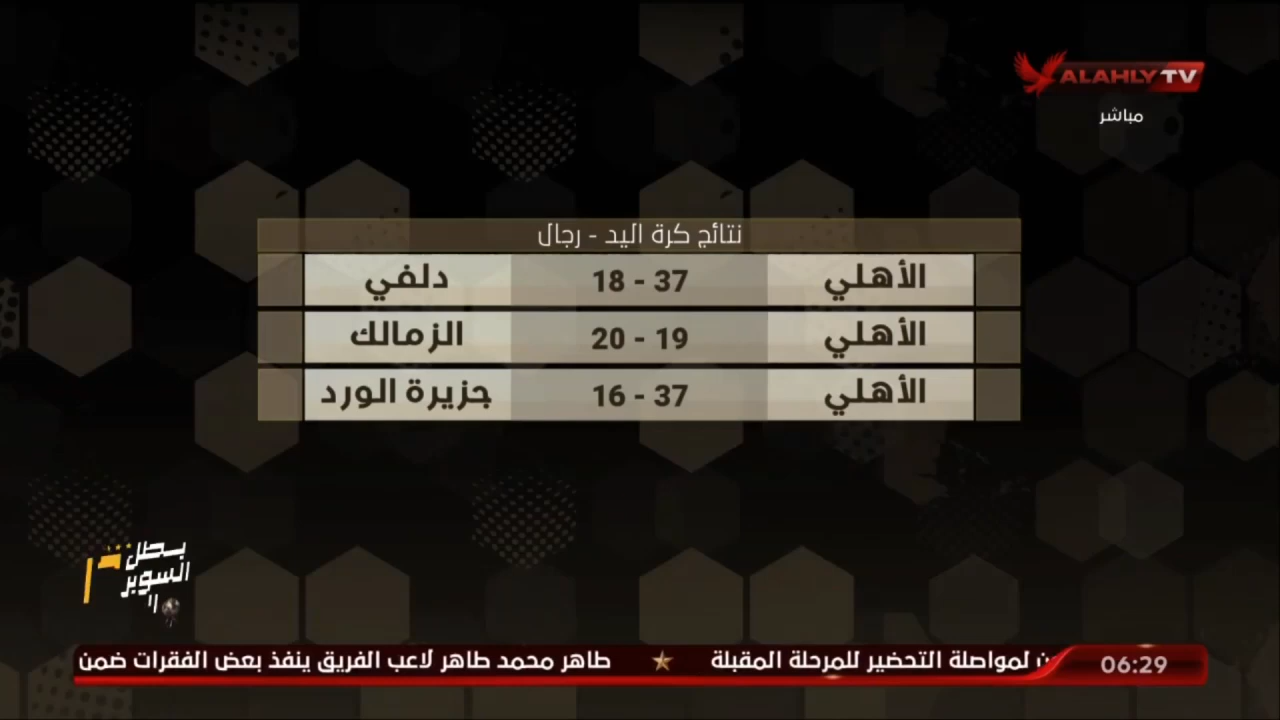 ALAHLY TV
مباشر
نتائج كرة اليد - رجال
الأهلي 37 - 18 دلفي
الأهلي 19 - 20 الزمالك
الأهلي 37 - 16 جزيرة الورد
بطل
السوبر
١١
لمواصلة التحضير للمرحلة المقبلة ★ طاهر محمد طاهر لاعب الفريق ينفذ بعض الفقرات ضمن
06:29